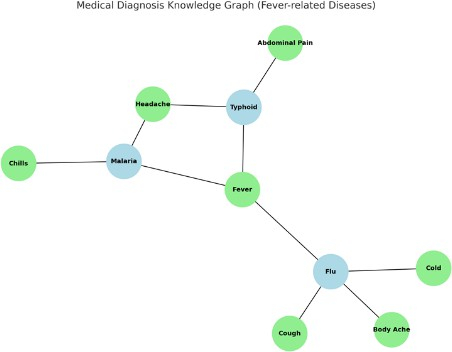 Medical Diagnosis Knowledge Graph (Fever-related Diseases)
Abdominal Pain
Headache
Typhoid
Chills
Malaria
Fever
Flu
Cold
Cough
Body Ache